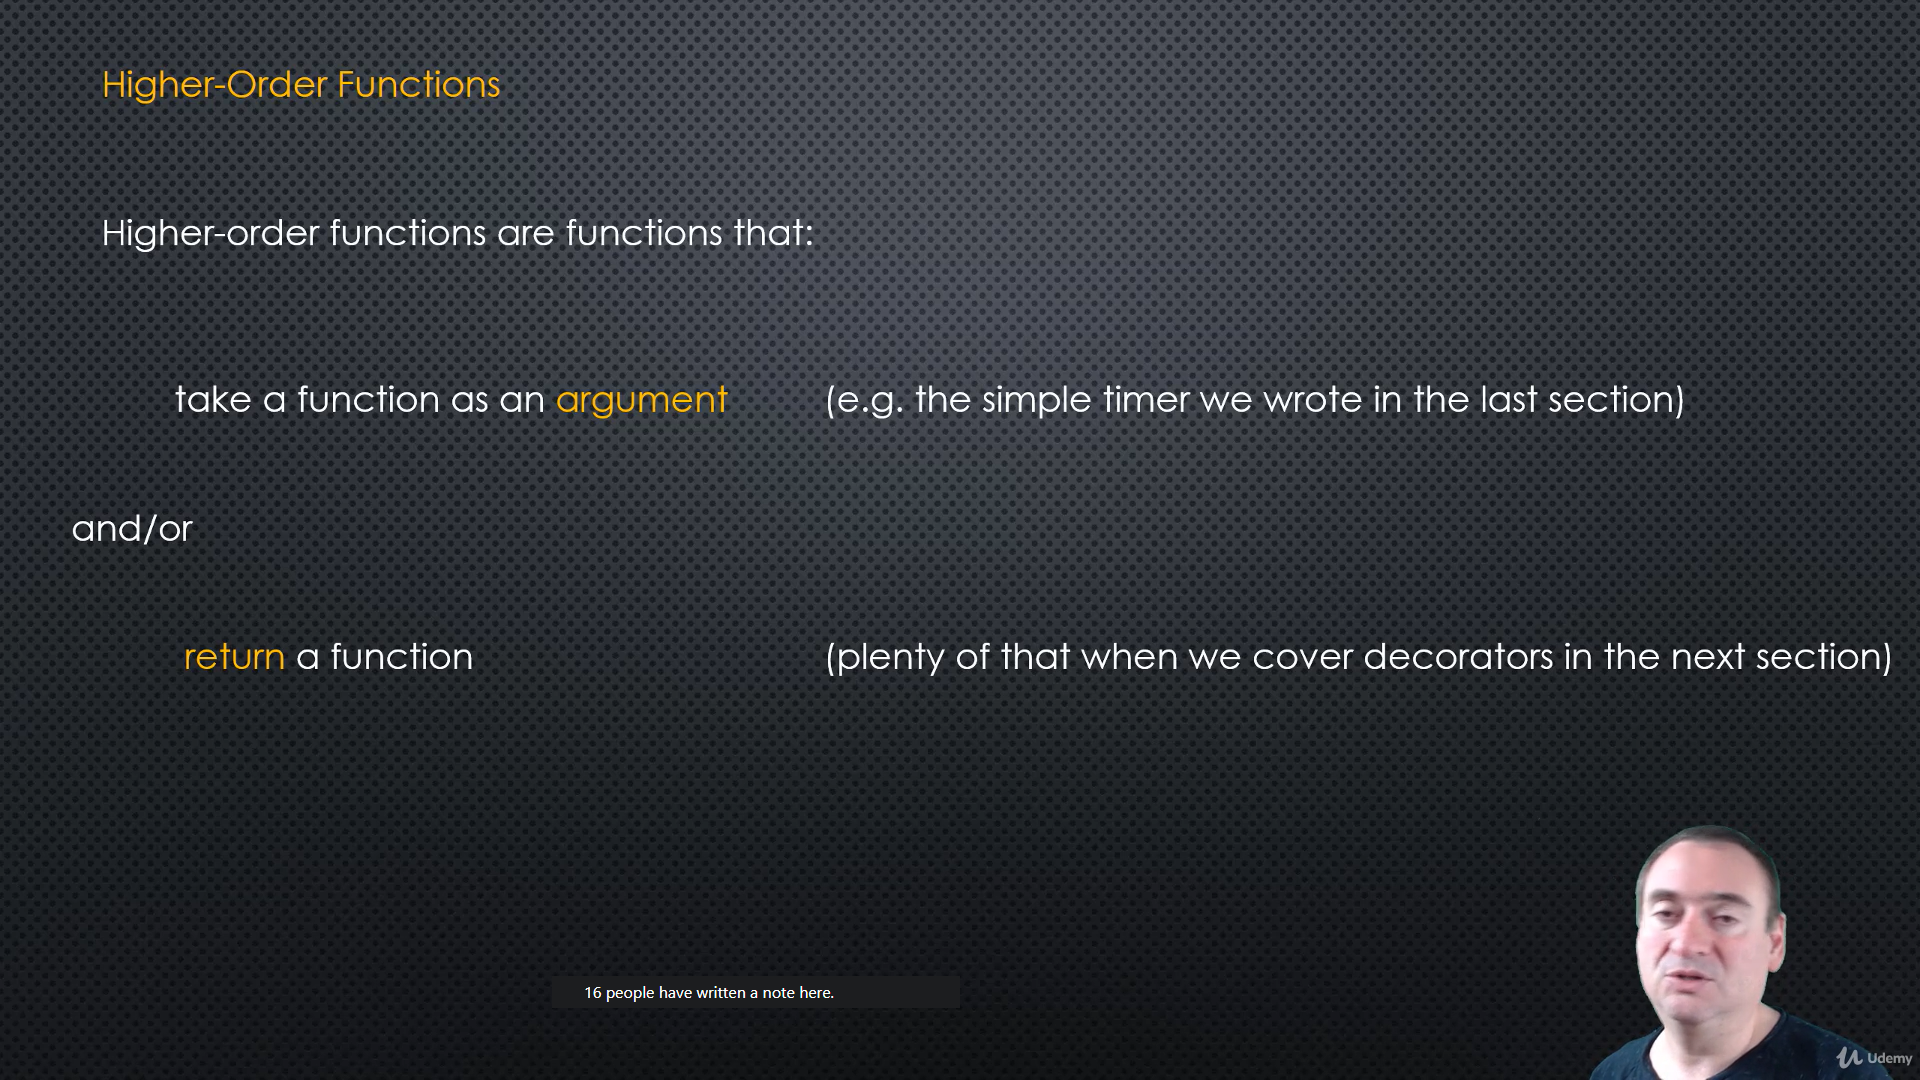 Higher-Order Functions
Higher-order functions are functions that:
take a function as an argument (e.g. the simple timer we wrote in the last section)
and/or
return a function (plenty of that when we cover decorators in the next section)
16 people have written a note here.
Udemy